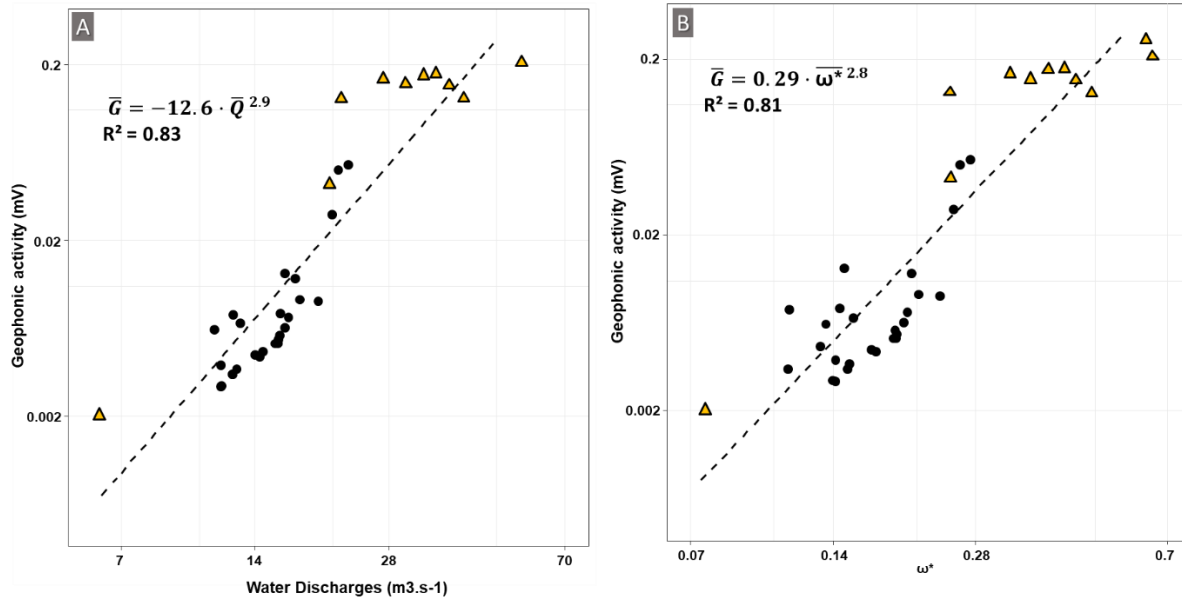 A
G̅ = −12.6 · Q̅ ^2.9
R² = 0.83
Geophonic activity (mV)
0.2
0.02
0.002
7
14
28
70
Water Discharges (m3.s-1)
B
G̅ = 0.29 · ω*̅ ^2.8
R² = 0.81
Geophonic activity (mV)
0.2
0.02
0.002
0.07
0.14
0.28
0.7
ω*